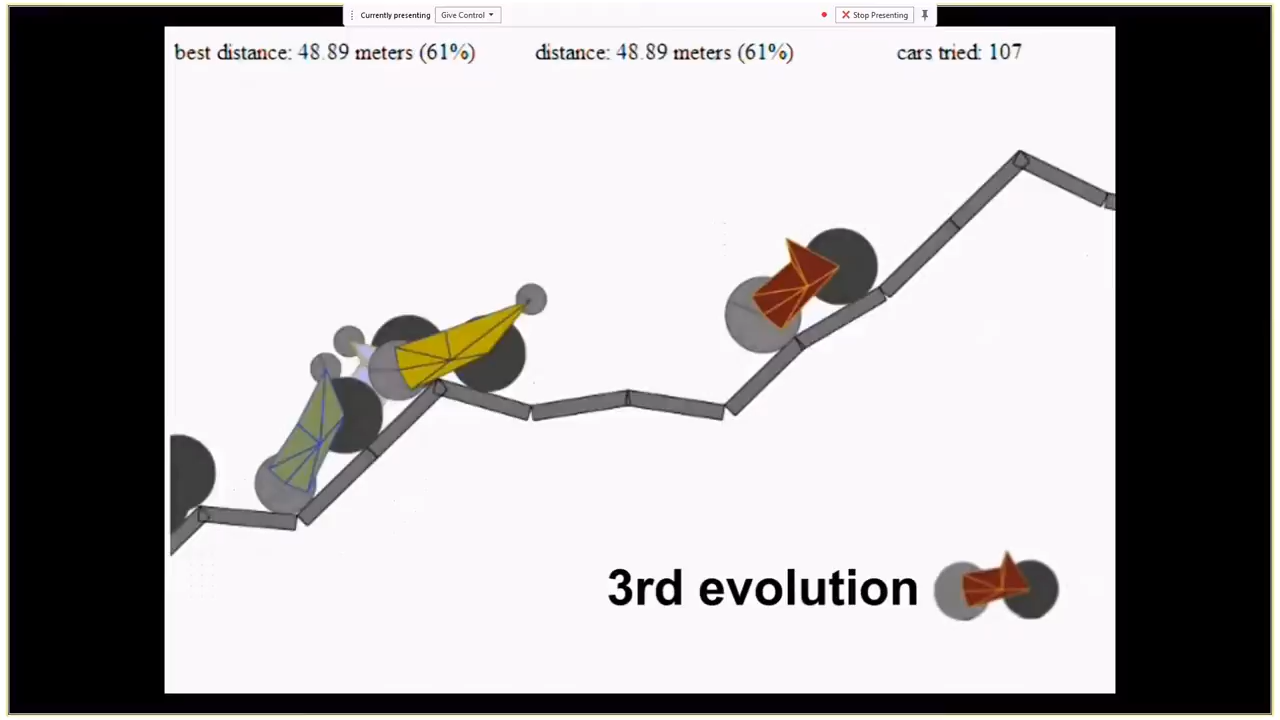 Currently presenting Give Control Stop Presenting
best distance: 48.89 meters (61%) distance: 48.89 meters (61%) cars tried: 107
3rd evolution